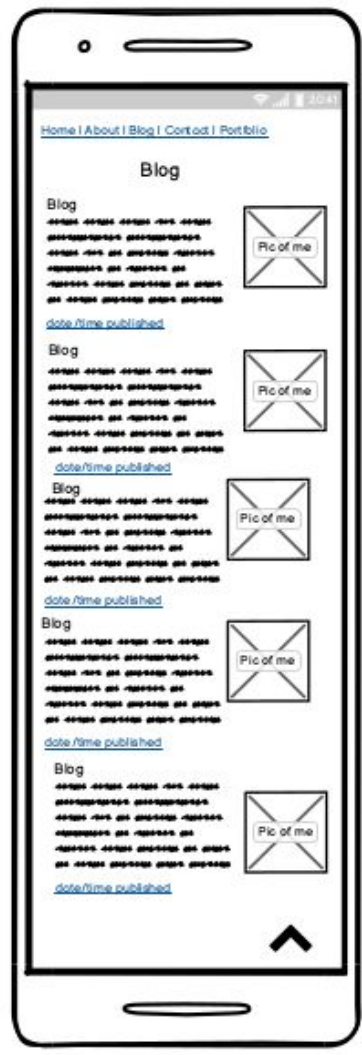 20:41
Home | About | Blog | Contact | Portfolio
Blog
Blog
Pic of me
date/time published
Blog
Pic of me
date/time published
Blog
Pic of me
date/time published
Blog
Pic of me
date/time published
Blog
Pic of me
date/time published